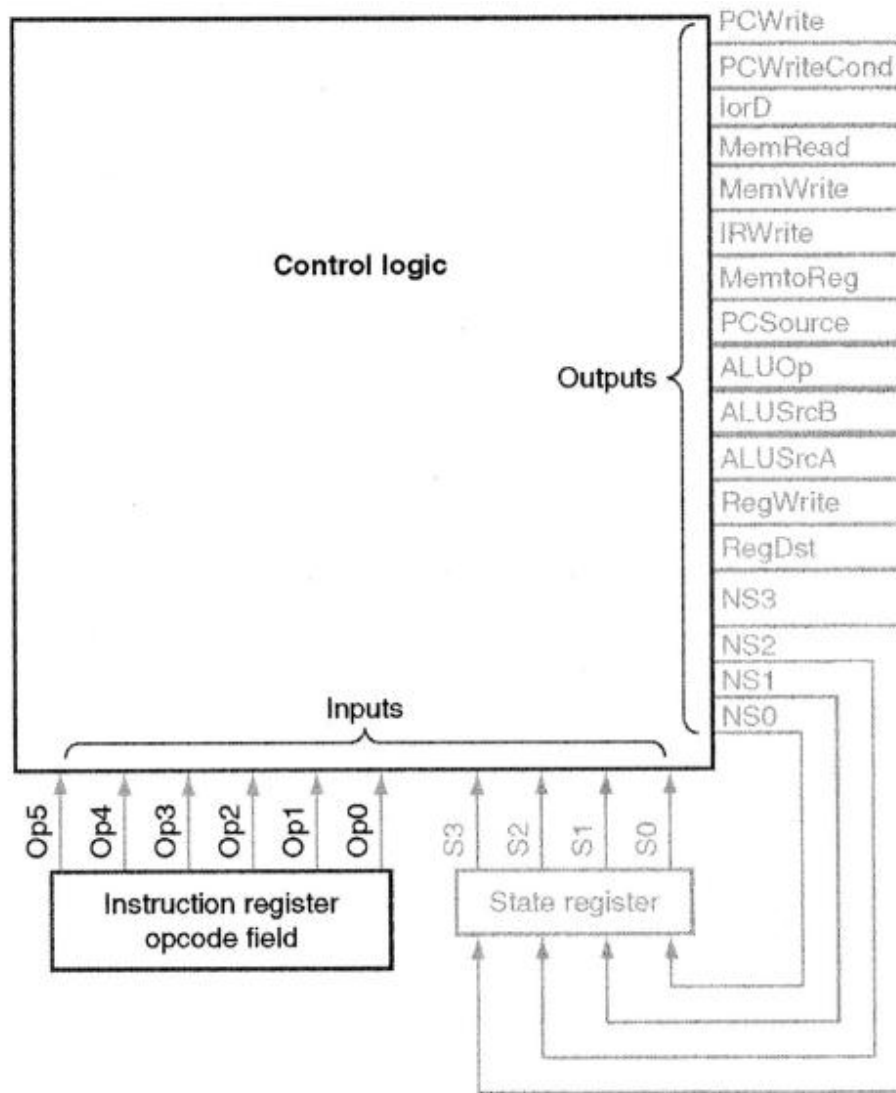 PCWrite
PCWriteCond
IorD
MemRead
MemWrite
IRWrite
Control logic
MemtoReg
PCSource
Outputs
ALUOp
ALUSrcB
ALUSrcA
RegWrite
RegDst
NS3
NS2
NS1
NS0
Inputs
Op5
Op4
Op3
Op2
Op1
Op0
S3
S2
S1
S0
Instruction register
opcode field
State register